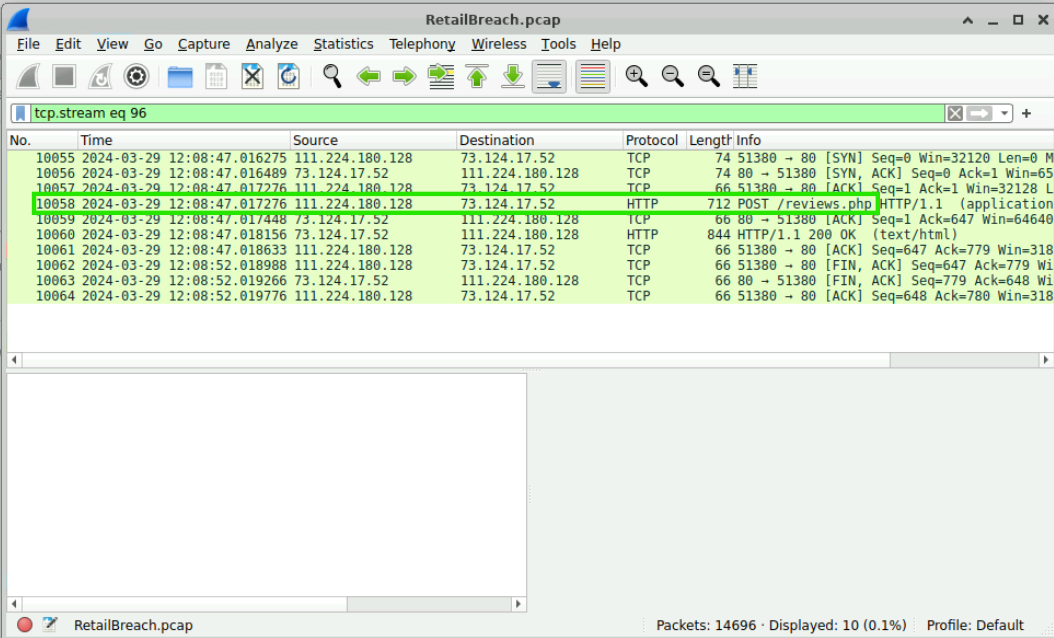 RetailBreach.pcap
File Edit View Go Capture Analyze Statistics Telephony Wireless Tools Help
tcp.stream eq 96
No. Time Source Destination Protocol Length Info
10055 2024-03-29 12:08:47.016275 111.224.180.128 73.124.17.52 TCP 74 51380 → 80 [SYN] Seq=0 Win=32120 Len=0 M
10056 2024-03-29 12:08:47.016489 73.124.17.52 111.224.180.128 TCP 74 80 → 51380 [SYN, ACK] Seq=0 Ack=1 Win=65
10057 2024-03-29 12:08:47.017276 111.224.180.128 73.124.17.52 TCP 66 51380 → 80 [ACK] Seq=1 Ack=1 Win=32128 L
10058 2024-03-29 12:08:47.017276 111.224.180.128 73.124.17.52 HTTP 712 POST /reviews.php HTTP/1.1 (application
10059 2024-03-29 12:08:47.017448 73.124.17.52 111.224.180.128 TCP 66 80 → 51380 [ACK] Seq=1 Ack=647 Win=64640
10060 2024-03-29 12:08:47.018156 73.124.17.52 111.224.180.128 HTTP 844 HTTP/1.1 200 OK (text/html)
10061 2024-03-29 12:08:47.018633 111.224.180.128 73.124.17.52 TCP 66 51380 → 80 [ACK] Seq=647 Ack=779 Win=318
10062 2024-03-29 12:08:52.018988 111.224.180.128 73.124.17.52 TCP 66 51380 → 80 [FIN, ACK] Seq=647 Ack=779 Wi
10063 2024-03-29 12:08:52.019266 73.124.17.52 111.224.180.128 TCP 66 80 → 51380 [FIN, ACK] Seq=779 Ack=648 Wi
10064 2024-03-29 12:08:52.019776 111.224.180.128 73.124.17.52 TCP 66 51380 → 80 [ACK] Seq=648 Ack=780 Win=318
RetailBreach.pcap Packets: 14696 · Displayed: 10 (0.1%) Profile: Default